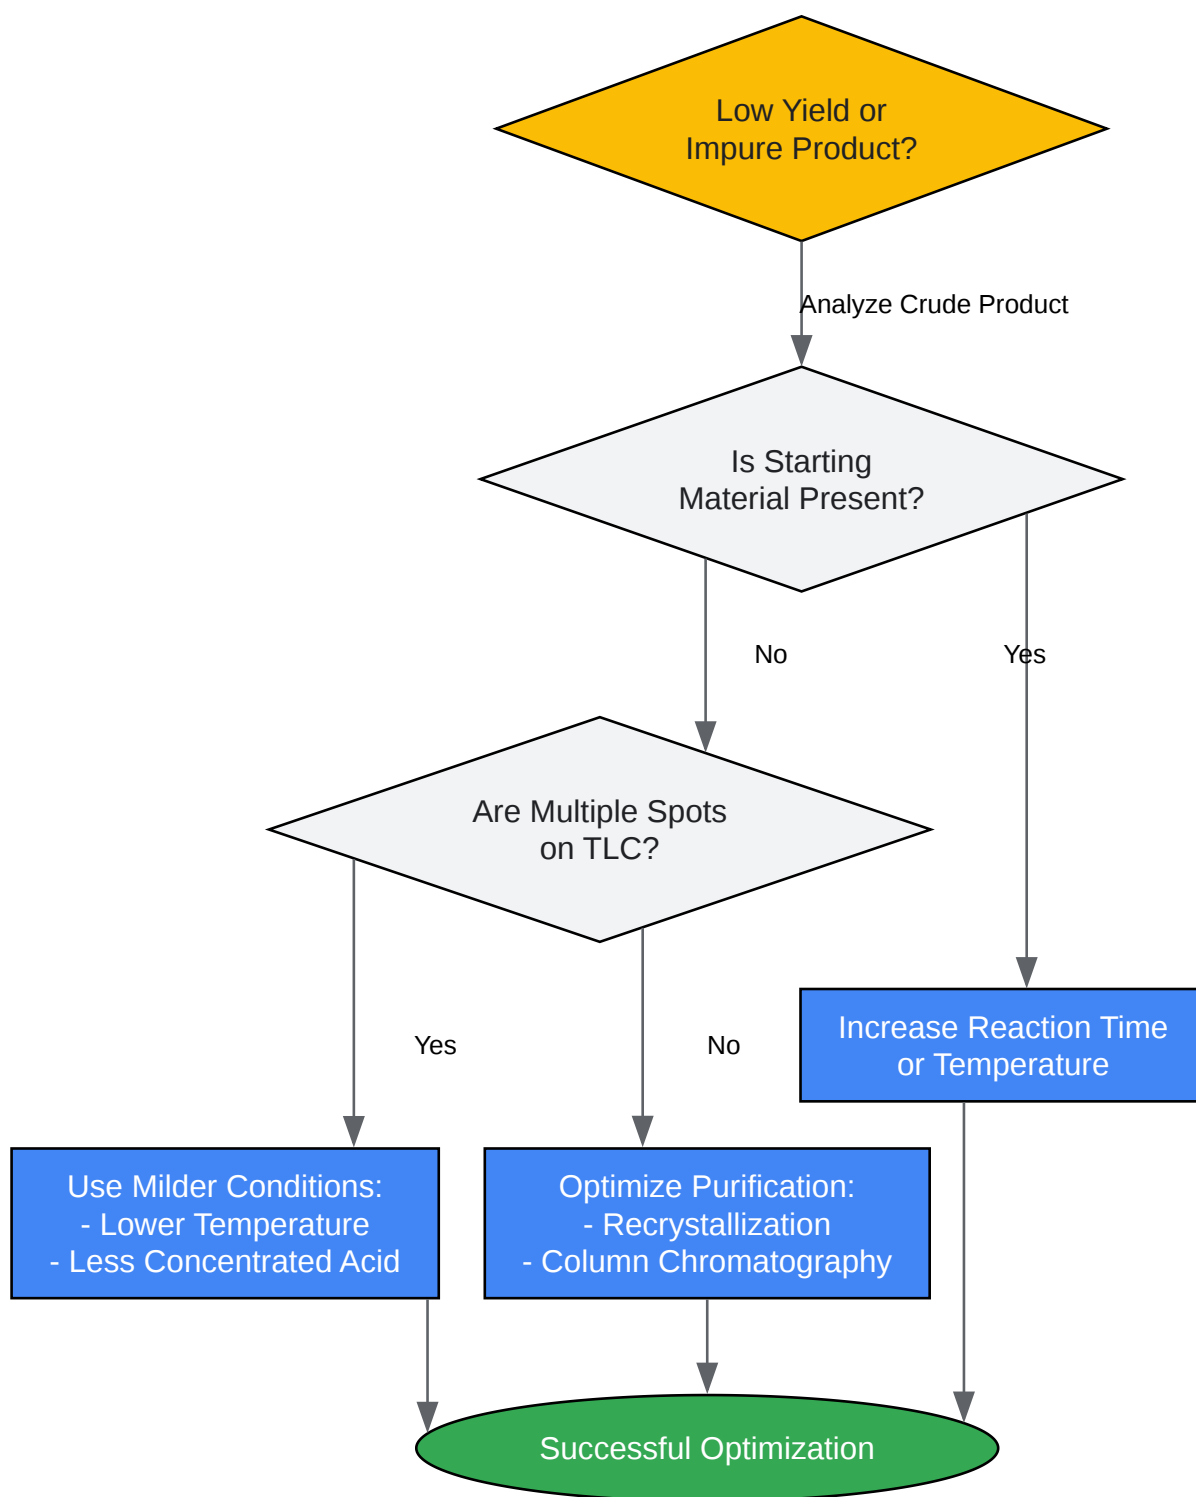 Low Yield or
Impure Product?
Analyze Crude Product
Is Starting
Material Present?
No
Yes
Are Multiple Spots
on TLC?
Yes
No
Increase Reaction Time
or Temperature
Use Milder Conditions:
- Lower Temperature
- Less Concentrated Acid
Optimize Purification:
- Recrystallization
- Column Chromatography
Successful Optimization